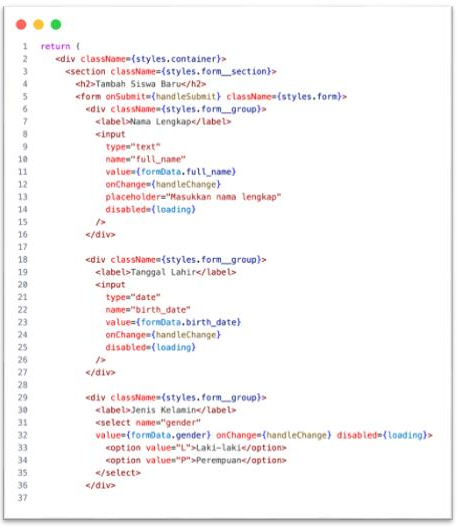 1 return (
2 <div className={styles.container}>
3 <section className={styles.form__section}>
4 <h2>Tambah Siswa Baru</h2>
5 <form onSubmit={handleSubmit} className={styles.form}>
6 <div className={styles.form__group}>
7 <label>Nama Lengkap</label>
8 <input
9 type="text"
10 name="full_name"
11 value={formData.full_name}
12 onChange={handleChange}
13 placeholder="Masukkan nama lengkap"
14 disabled={loading}
15 />
16 </div>
17
18 <div className={styles.form__group}>
19 <label>Tanggal Lahir</label>
20 <input
21 type="date"
22 name="birth_date"
23 value={formData.birth_date}
24 onChange={handleChange}
25 disabled={loading}
26 />
27 </div>
28
29 <div className={styles.form__group}>
30 <label>Jenis Kelamin</label>
31 <select name="gender"
32 value={formData.gender} onChange={handleChange} disabled={loading}>
33 <option value="L">Laki-laki</option>
34 <option value="P">Perempuan</option>
35 </select>
36 </div>
37